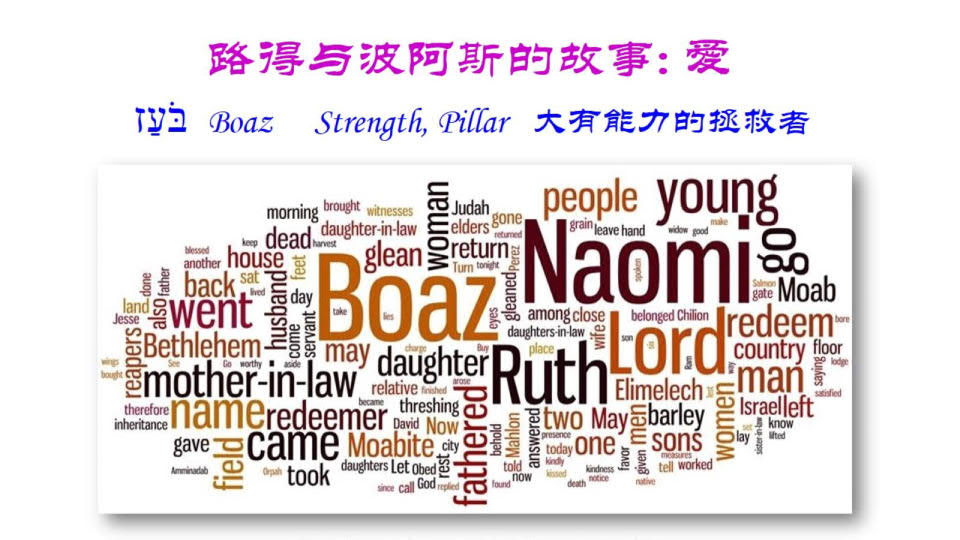 路得与波阿斯的故事: 愛
בֹּעַז Boaz Strength, Pillar 大有能力的拯救者
morning brought witnesses woman Judah gone people young
daughter-in-law elders returned grain leave hand widow good make
blessed keep dead harvest glean return Naomi go
another house feet Turn tonight Perez spoken
done father back sat husband Boaz gleaned Salmon gate Moab
land lived day eyes among close belonged Chilion
Jesse also went come servant take lies daughters-in-law wife son Lord redeem bore
reapers Bethlehem may charge Buy place sis Ram country floor
wings bought See Go worthy aside daughter Ruth way saying lodge
mother-in-law relative finished arose Elimelech man satisfied
therefore name became threshing fathered two May men barley women Israel left
inheritance redeemer David Now behold Mahlon answered presence set know
gave field came Moabite city rest today one favor given sons lay sister-in-law lifted
Amminadab Orpah took daughters Let Obed told now kindly kindness measures tell worked
since call God replied found kissed death notice native